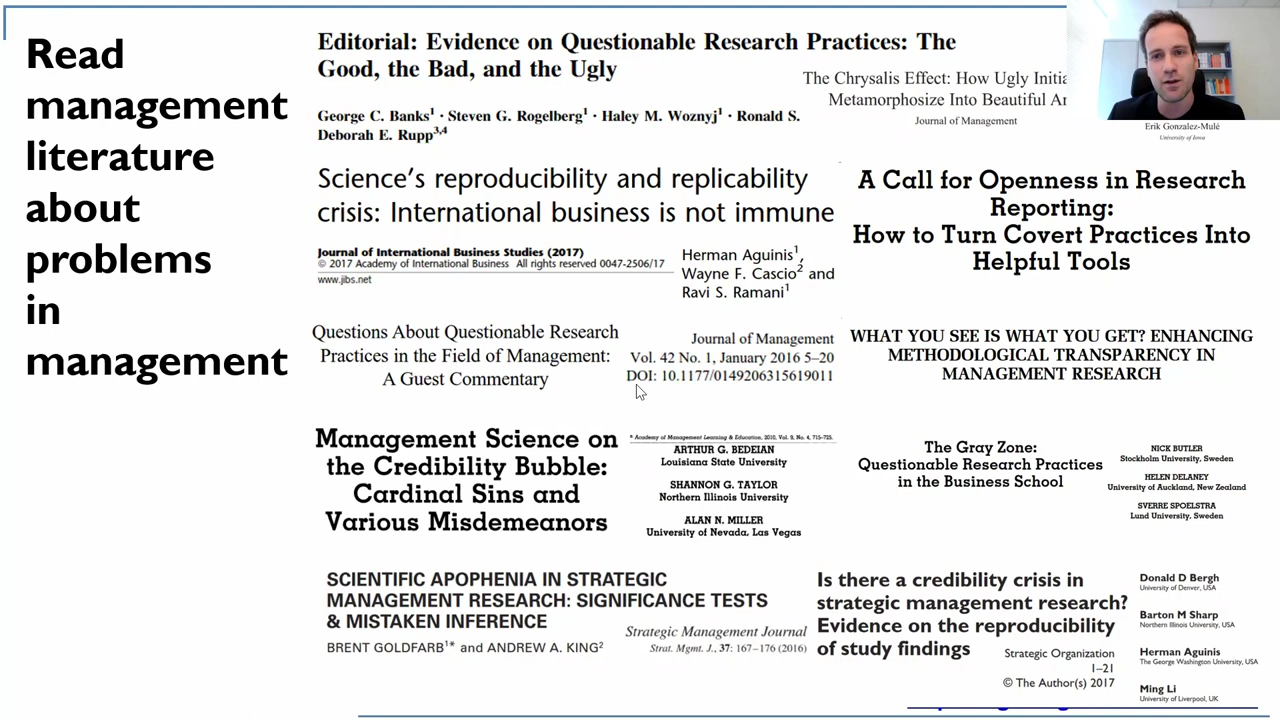 Read
management
literature
about
problems
in
management
Editorial: Evidence on Questionable Research Practices: The
Good, the Bad, and the Ugly
George C. Banks1 · Steven G. Rogelberg1 · Haley M. Woznyj1 · Ronald S.
Deborah E. Rupp3,4
The Chrysalis Effect: How Ugly
Metamorphosize Into Beautiful
Journal of Management
Erik Gonzalez-Mulé
University of Iowa
Science's reproducibility and replicability
crisis: International business is not immune
Journal of International Business Studies (2017)
© 2017 Academy of International Business All rights reserved 0047-2506/17
www.jibs.net
Herman Aguinis1,
Wayne F. Cascio2 and
Ravi S. Ramani1
A Call for Openness in Research
Reporting:
How to Turn Covert Practices Into
Helpful Tools
Questions About Questionable Research
Practices in the Field of Management:
A Guest Commentary
Journal of Management
Vol. 42 No. 1, January 2016 5–20
DOI: 10.1177/0149206315619011
WHAT YOU SEE IS WHAT YOU GET? ENHANCING
METHODOLOGICAL TRANSPARENCY IN
MANAGEMENT RESEARCH
Management Science on
the Credibility Bubble:
Cardinal Sins and
Various Misdemeanors
Academy of Management Learning & Education, 2010, Vol. 9, No. 4, 715–725.
ARTHUR G. BEDEIAN
Louisiana State University
SHANNON G. TAYLOR
Northern Illinois University
ALAN N. MILLER
University of Nevada, Las Vegas
The Gray Zone:
Questionable Research Practices
in the Business School
NICK BUTLER
Stockholm University, Sweden
HELEN DELANEY
University of Auckland, New Zealand
SVERRE SPOELSTRA
Lund University, Sweden
SCIENTIFIC APOPHENIA IN STRATEGIC
MANAGEMENT RESEARCH: SIGNIFICANCE TESTS
& MISTAKEN INFERENCE
BRENT GOLDFARB1* and ANDREW A. KING2
Strategic Management Journal
Strat. Mgmt. J., 37: 167–176 (2016)
Is there a credibility crisis in
strategic management research?
Evidence on the reproducibility
of study findings
Strategic Organization
1–21
© The Author(s) 2017
Donald D Bergh
University of Denver, USA
Barton M Sharp
Northern Illinois University, USA
Herman Aguinis
The George Washington University, USA
Ming Li
University of Liverpool, UK